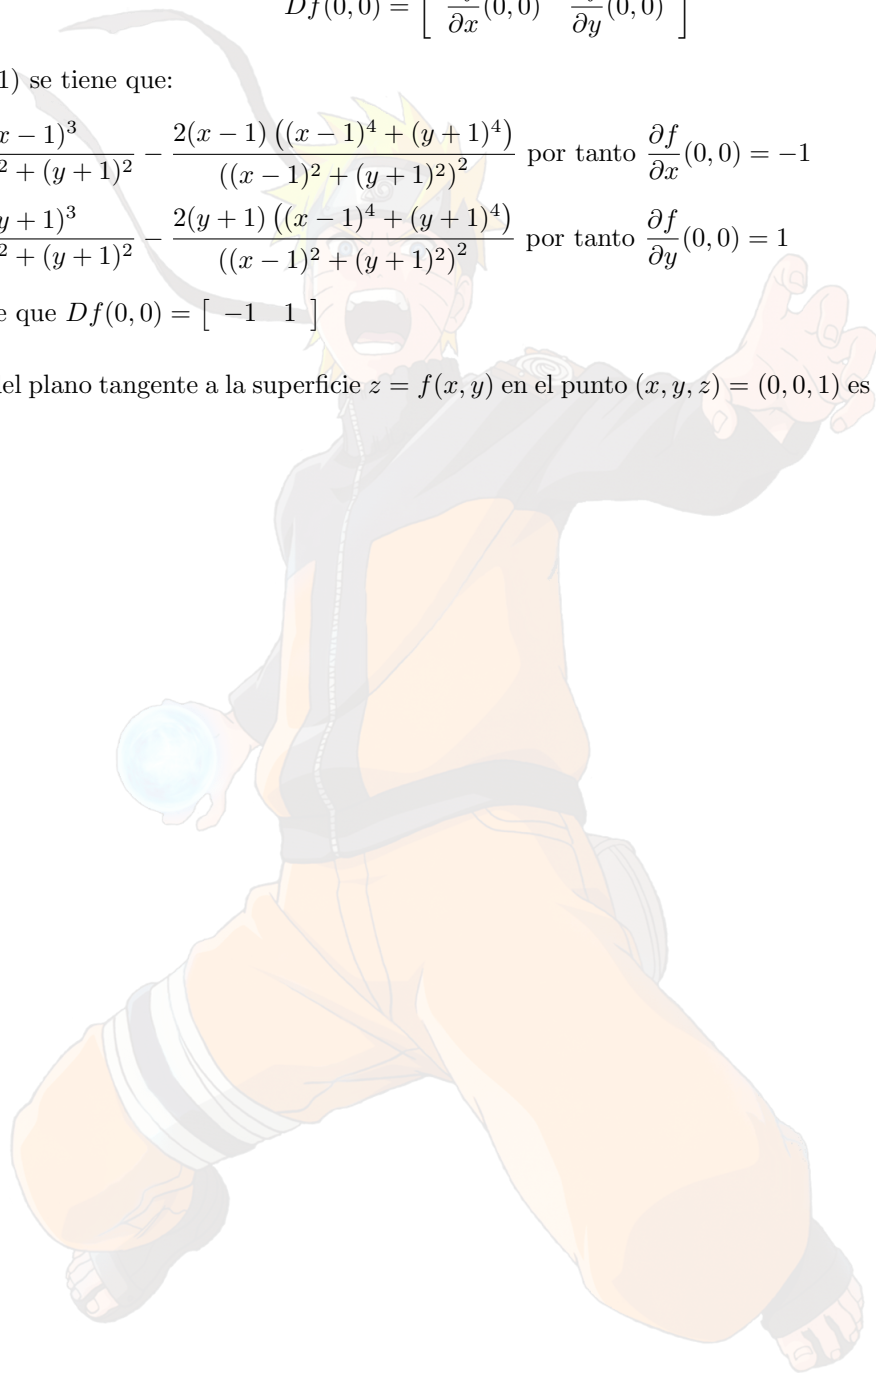 Df(0,0) = [ ∂f/∂x (0,0) ∂f/∂y (0,0) ]
1) se tiene que:
x − 1)^3 / ^2 + (y + 1)^2 − 2(x − 1) ((x − 1)^4 + (y + 1)^4) / ((x − 1)^2 + (y + 1)^2)^2 por tanto ∂f/∂x (0,0) = −1
y + 1)^3 / ^2 + (y + 1)^2 − 2(y + 1) ((x − 1)^4 + (y + 1)^4) / ((x − 1)^2 + (y + 1)^2)^2 por tanto ∂f/∂y (0,0) = 1
e que Df(0,0) = [ −1 1 ]
el plano tangente a la superficie z = f(x, y) en el punto (x, y, z) = (0, 0, 1) es